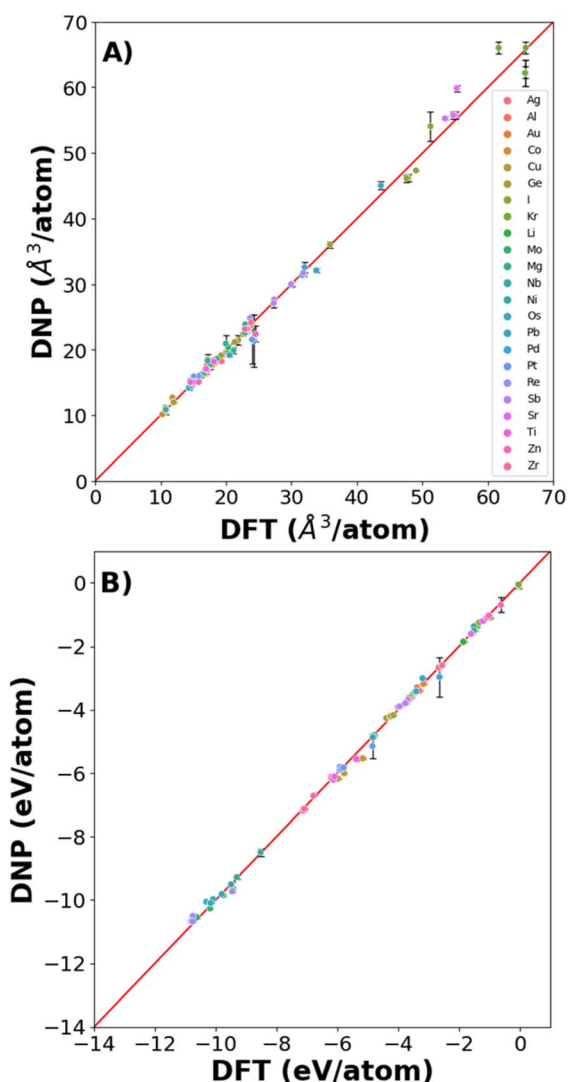 A)
70
60
50
40
30
20
10
0
DNP (Å³/atom)
Ag
Al
Au
Co
Cu
Ge
I
Kr
Li
Mo
Mg
Nb
Ni
Os
Pb
Pd
Pt
Re
Sb
Sr
Ti
Zn
Zr
0 10 20 30 40 50 60 70
DFT (Å³/atom)
B)
0
−2
−4
−6
−8
−10
−12
−14
DNP (eV/atom)
−14 −12 −10 −8 −6 −4 −2 0
DFT (eV/atom)